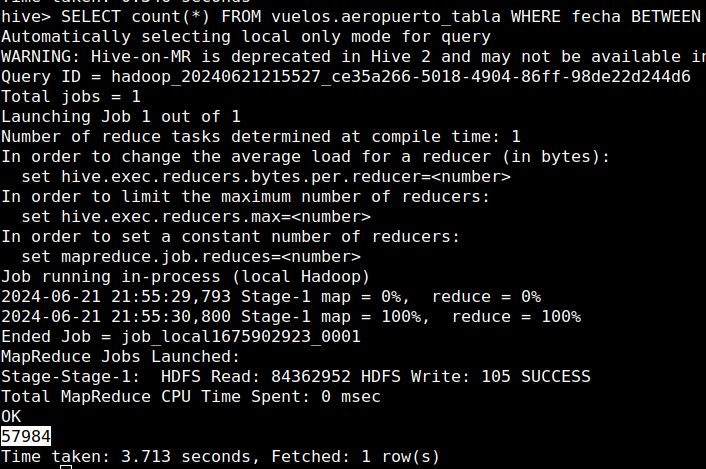 hive> SELECT count(*) FROM vuelos.aeropuerto_tabla WHERE fecha BETWEEN
Automatically selecting local only mode for query
WARNING: Hive-on-MR is deprecated in Hive 2 and may not be available in
Query ID = hadoop_20240621215527_ce35a266-5018-4904-86ff-98de22d244d6
Total jobs = 1
Launching Job 1 out of 1
Number of reduce tasks determined at compile time: 1
In order to change the average load for a reducer (in bytes):
  set hive.exec.reducers.bytes.per.reducer=<number>
In order to limit the maximum number of reducers:
  set hive.exec.reducers.max=<number>
In order to set a constant number of reducers:
  set mapreduce.job.reduces=<number>
Job running in-process (local Hadoop)
2024-06-21 21:55:29,793 Stage-1 map = 0%,  reduce = 0%
2024-06-21 21:55:30,800 Stage-1 map = 100%,  reduce = 100%
Ended Job = job_local1675902923_0001
MapReduce Jobs Launched:
Stage-Stage-1:  HDFS Read: 84362952 HDFS Write: 105 SUCCESS
Total MapReduce CPU Time Spent: 0 msec
OK
57984
Time taken: 3.713 seconds, Fetched: 1 row(s)